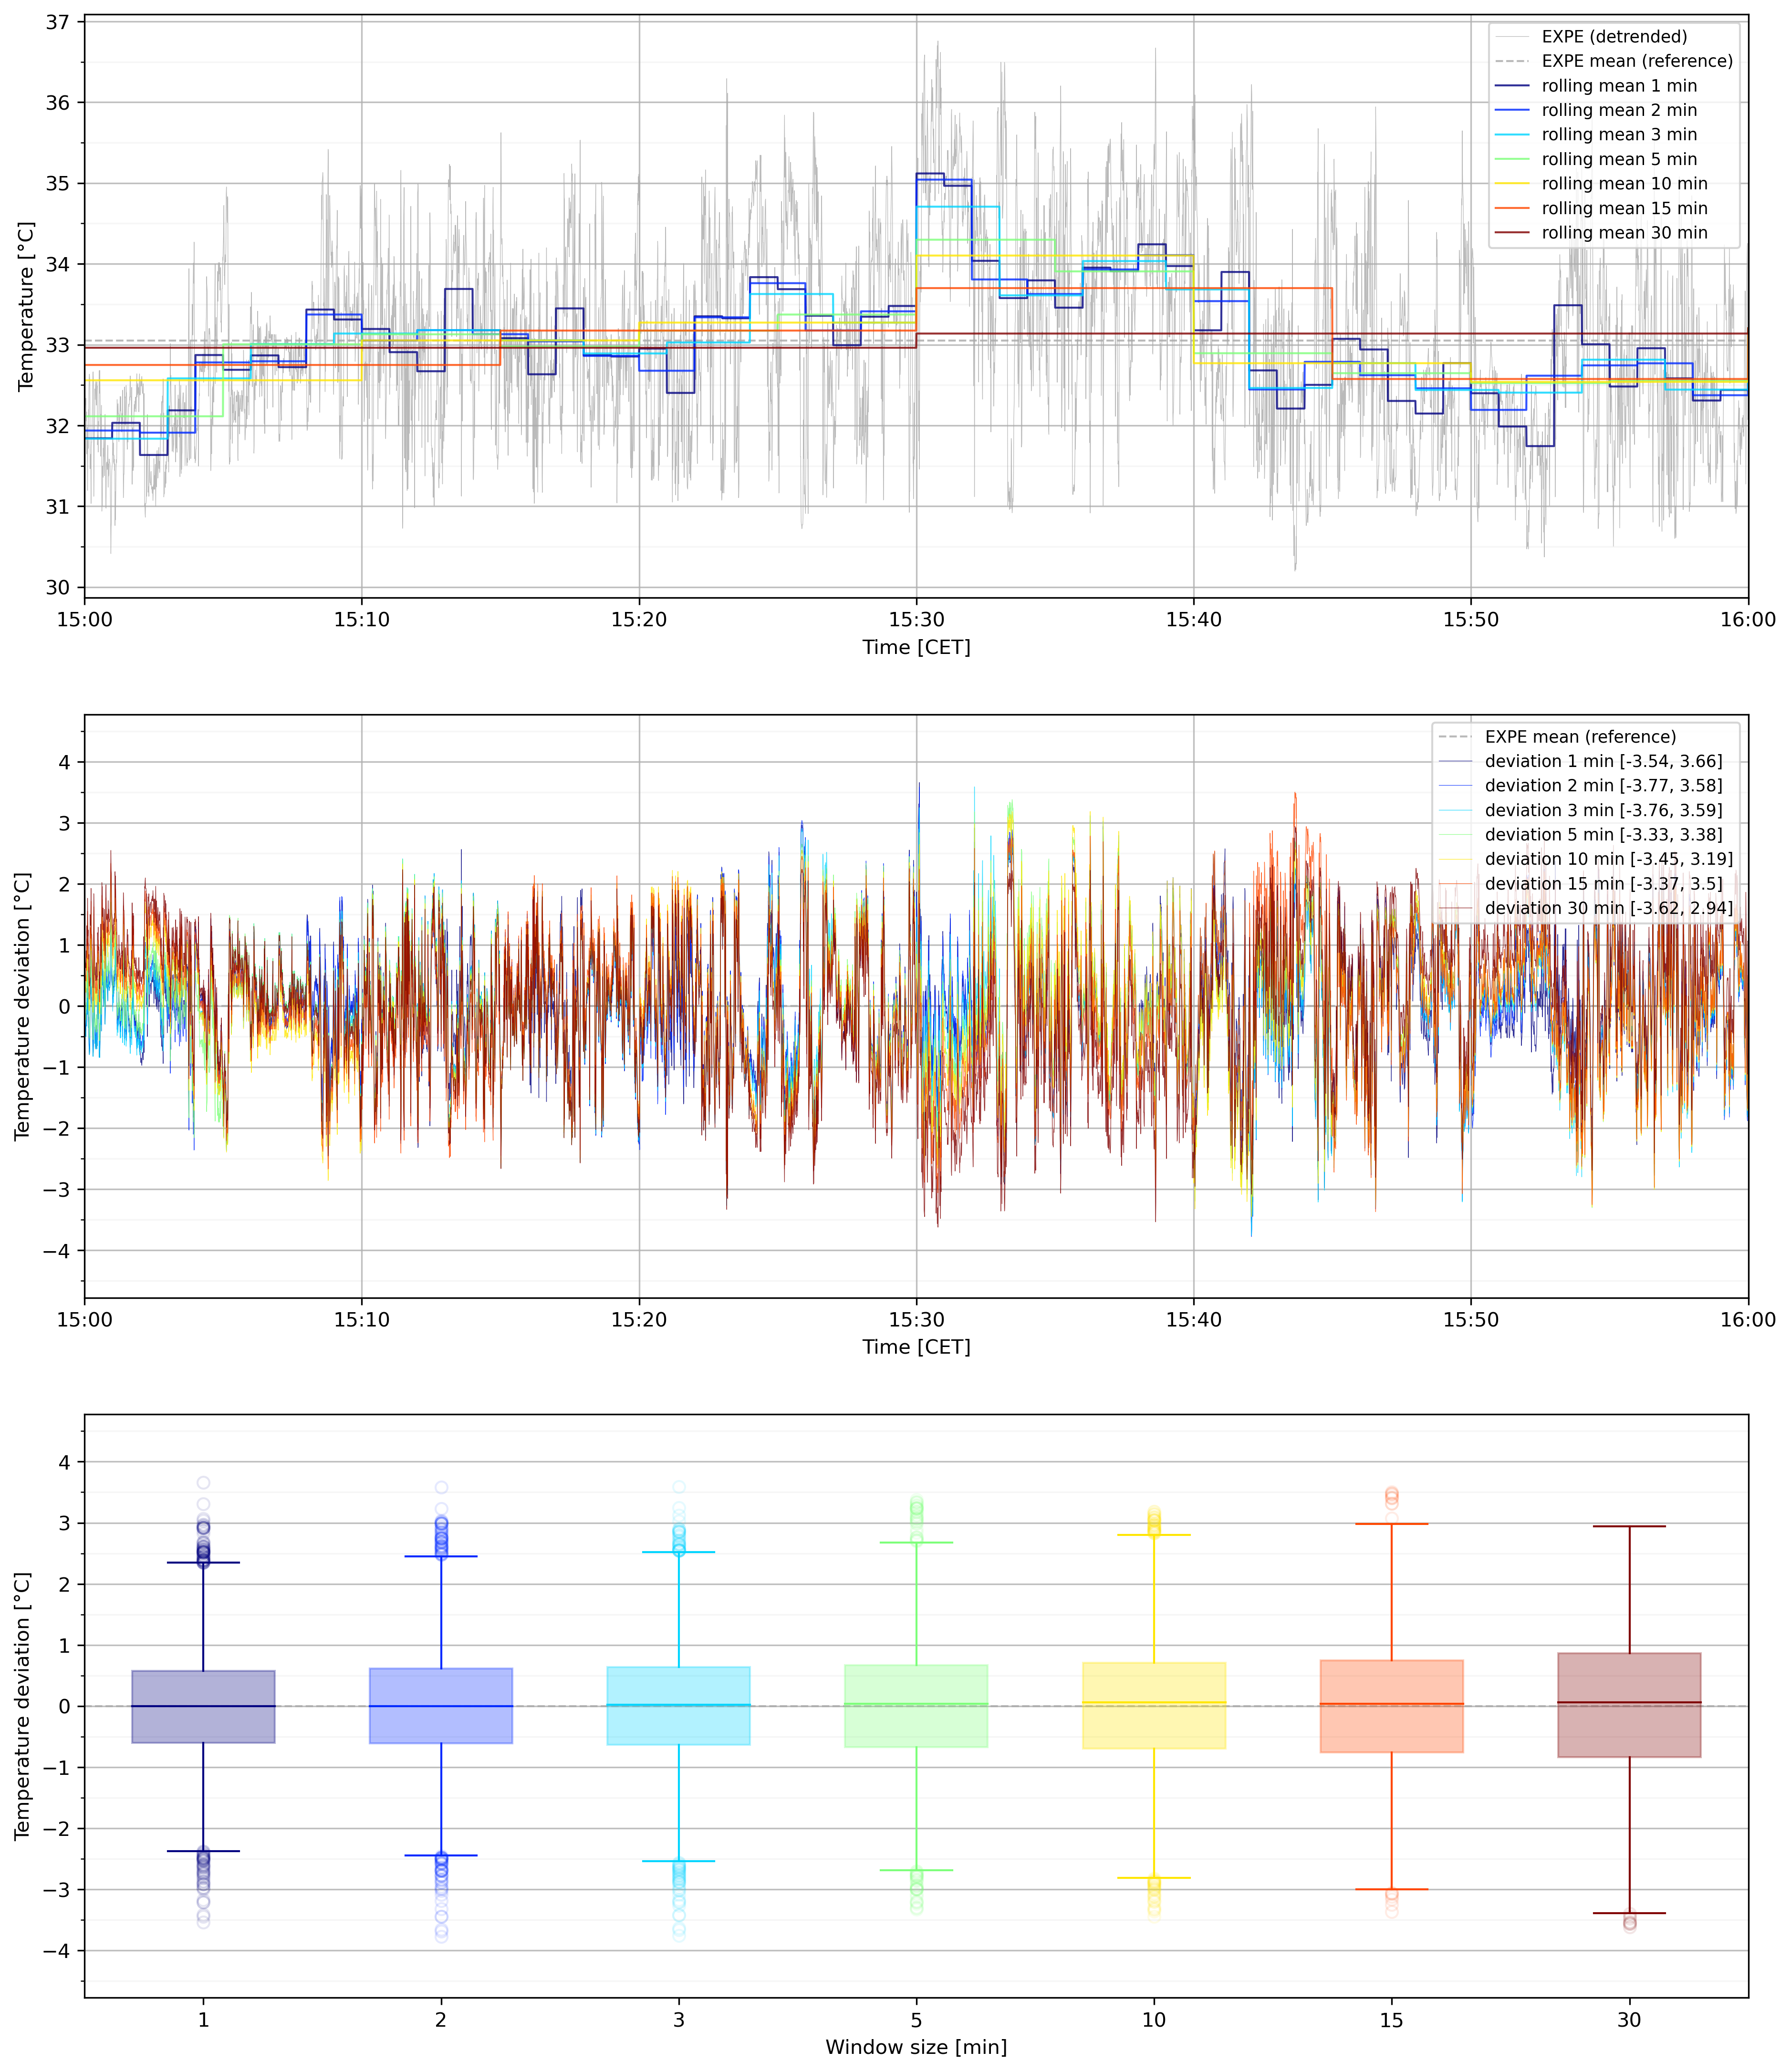 37
36
35
34
33
32
31
30
Temperature [°C]
EXPE (detrended)
EXPE mean (reference)
rolling mean 1 min
rolling mean 2 min
rolling mean 3 min
rolling mean 5 min
rolling mean 10 min
rolling mean 15 min
rolling mean 30 min
15:00 15:10 15:20 15:30 15:40 15:50 16:00
Time [CET]
4
3
2
1
0
−1
−2
−3
−4
Temperature deviation [°C]
EXPE mean (reference)
deviation 1 min [-3.54, 3.66]
deviation 2 min [-3.77, 3.58]
deviation 3 min [-3.76, 3.59]
deviation 5 min [-3.33, 3.38]
deviation 10 min [-3.45, 3.19]
deviation 15 min [-3.37, 3.5]
deviation 30 min [-3.62, 2.94]
15:00 15:10 15:20 15:30 15:40 15:50 16:00
Time [CET]
4
3
2
1
0
−1
−2
−3
−4
Temperature deviation [°C]
1 2 3 5 10 15 30
Window size [min]